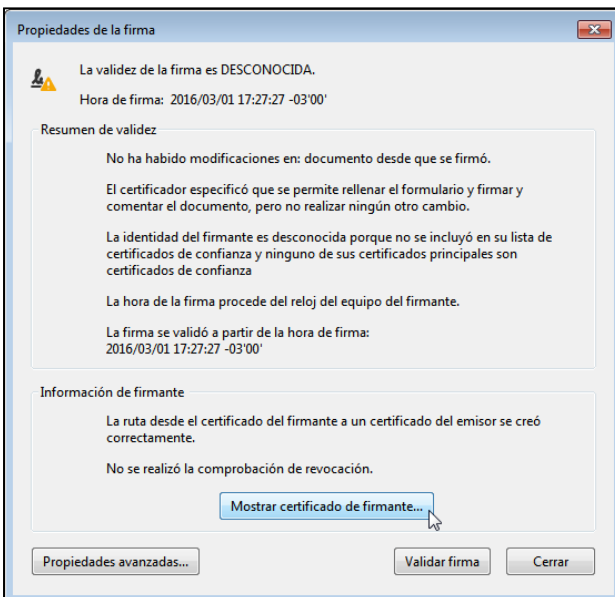 Propiedades de la firma
La validez de la firma es DESCONOCIDA.
Hora de firma: 2016/03/01 17:27:27 -03'00'
Resumen de validez
No ha habido modificaciones en: documento desde que se firmó.
El certificador especificó que se permite rellenar el formulario y firmar y
comentar el documento, pero no realizar ningún otro cambio.
La identidad del firmante es desconocida porque no se incluyó en su lista de
certificados de confianza y ninguno de sus certificados principales son
certificados de confianza
La hora de la firma procede del reloj del equipo del firmante.
La firma se validó a partir de la hora de firma:
2016/03/01 17:27:27 -03'00'
Información de firmante
La ruta desde el certificado del firmante a un certificado del emisor se creó
correctamente.
No se realizó la comprobación de revocación.
Mostrar certificado de firmante...
Propiedades avanzadas...
Validar firma
Cerrar